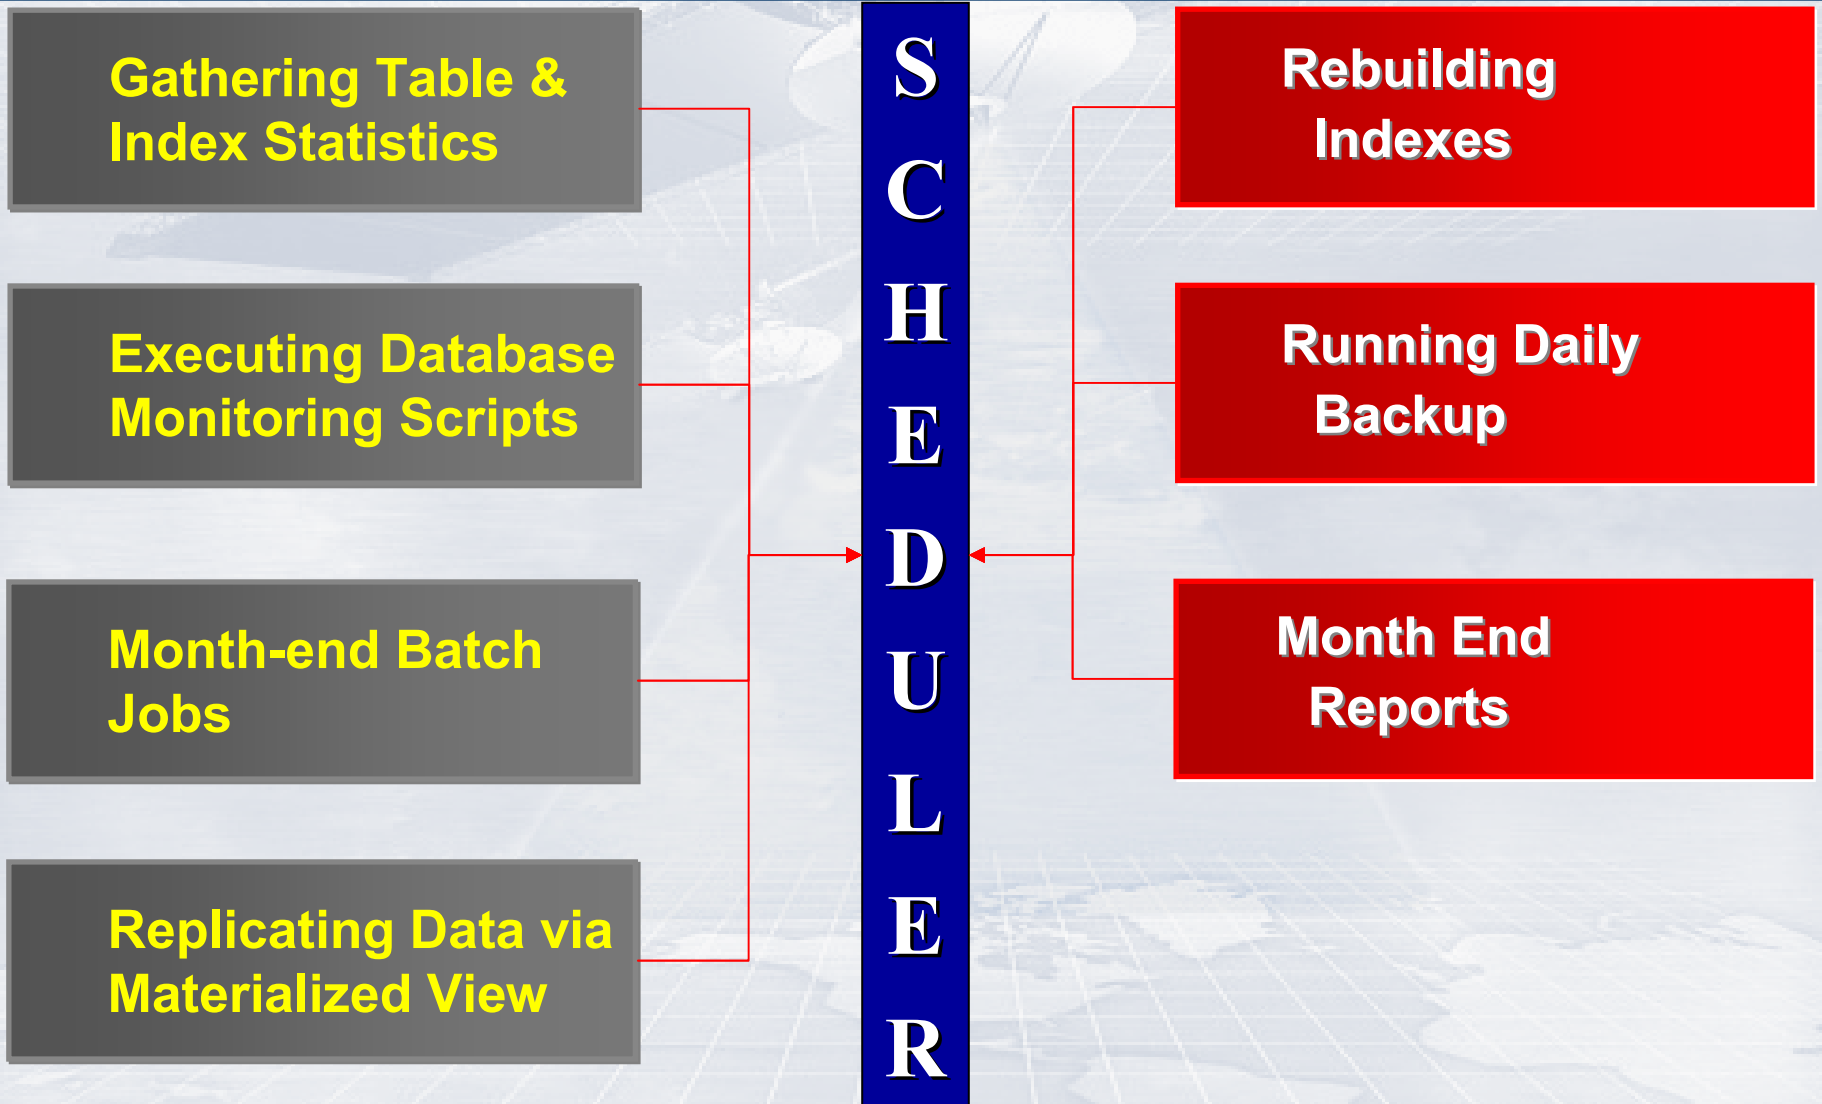 Gathering Table &
Index Statistics
Executing Database
Monitoring Scripts
Month-end Batch
Jobs
Replicating Data via
Materialized View
S
C
H
E
D
U
L
E
R
Rebuilding
Indexes
Running Daily
Backup
Month End
Reports